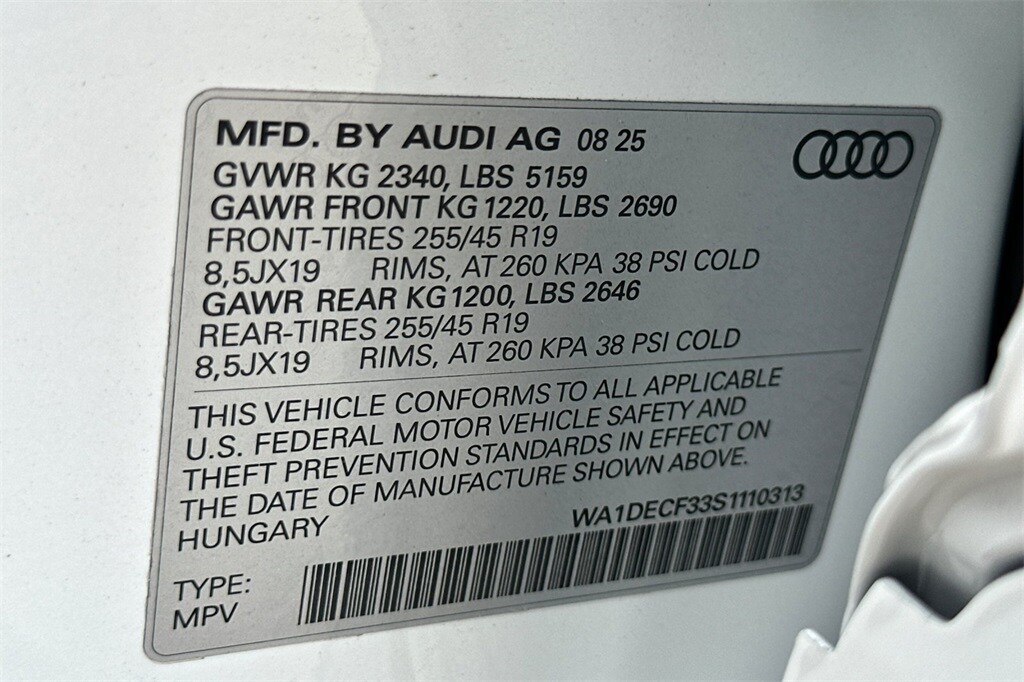 MFD. BY AUDI AG 08 25
GVWR KG 2340, LBS 5159
GAWR FRONT KG 1220, LBS 2690
FRONT-TIRES 255/45 R19
8,5JX19 RIMS, AT 260 KPA 38 PSI COLD
GAWR REAR KG 1200, LBS 2646
REAR-TIRES 255/45 R19
8,5JX19 RIMS, AT 260 KPA 38 PSI COLD
THIS VEHICLE CONFORMS TO ALL APPLICABLE
U.S. FEDERAL MOTOR VEHICLE SAFETY AND
THEFT PREVENTION STANDARDS IN EFFECT ON
THE DATE OF MANUFACTURE SHOWN ABOVE.
HUNGARY
WA1DECF33S1110313
TYPE:
MPV